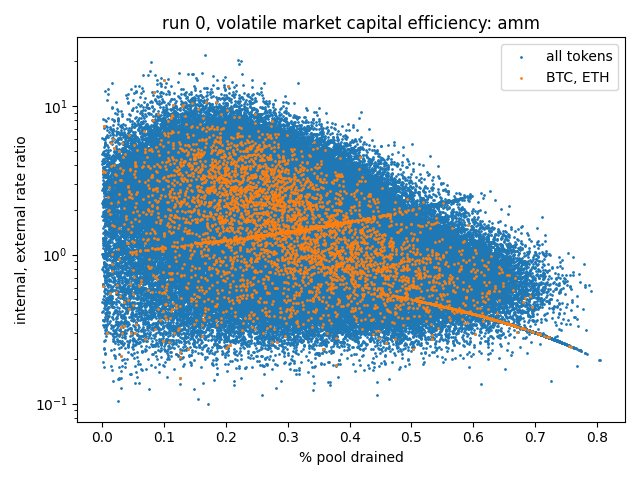 run 0, volatile market capital efficiency: amm
all tokens
BTC, ETH
internal, external rate ratio
10¹
10⁰
10⁻¹
0.0 0.1 0.2 0.3 0.4 0.5 0.6 0.7 0.8
% pool drained